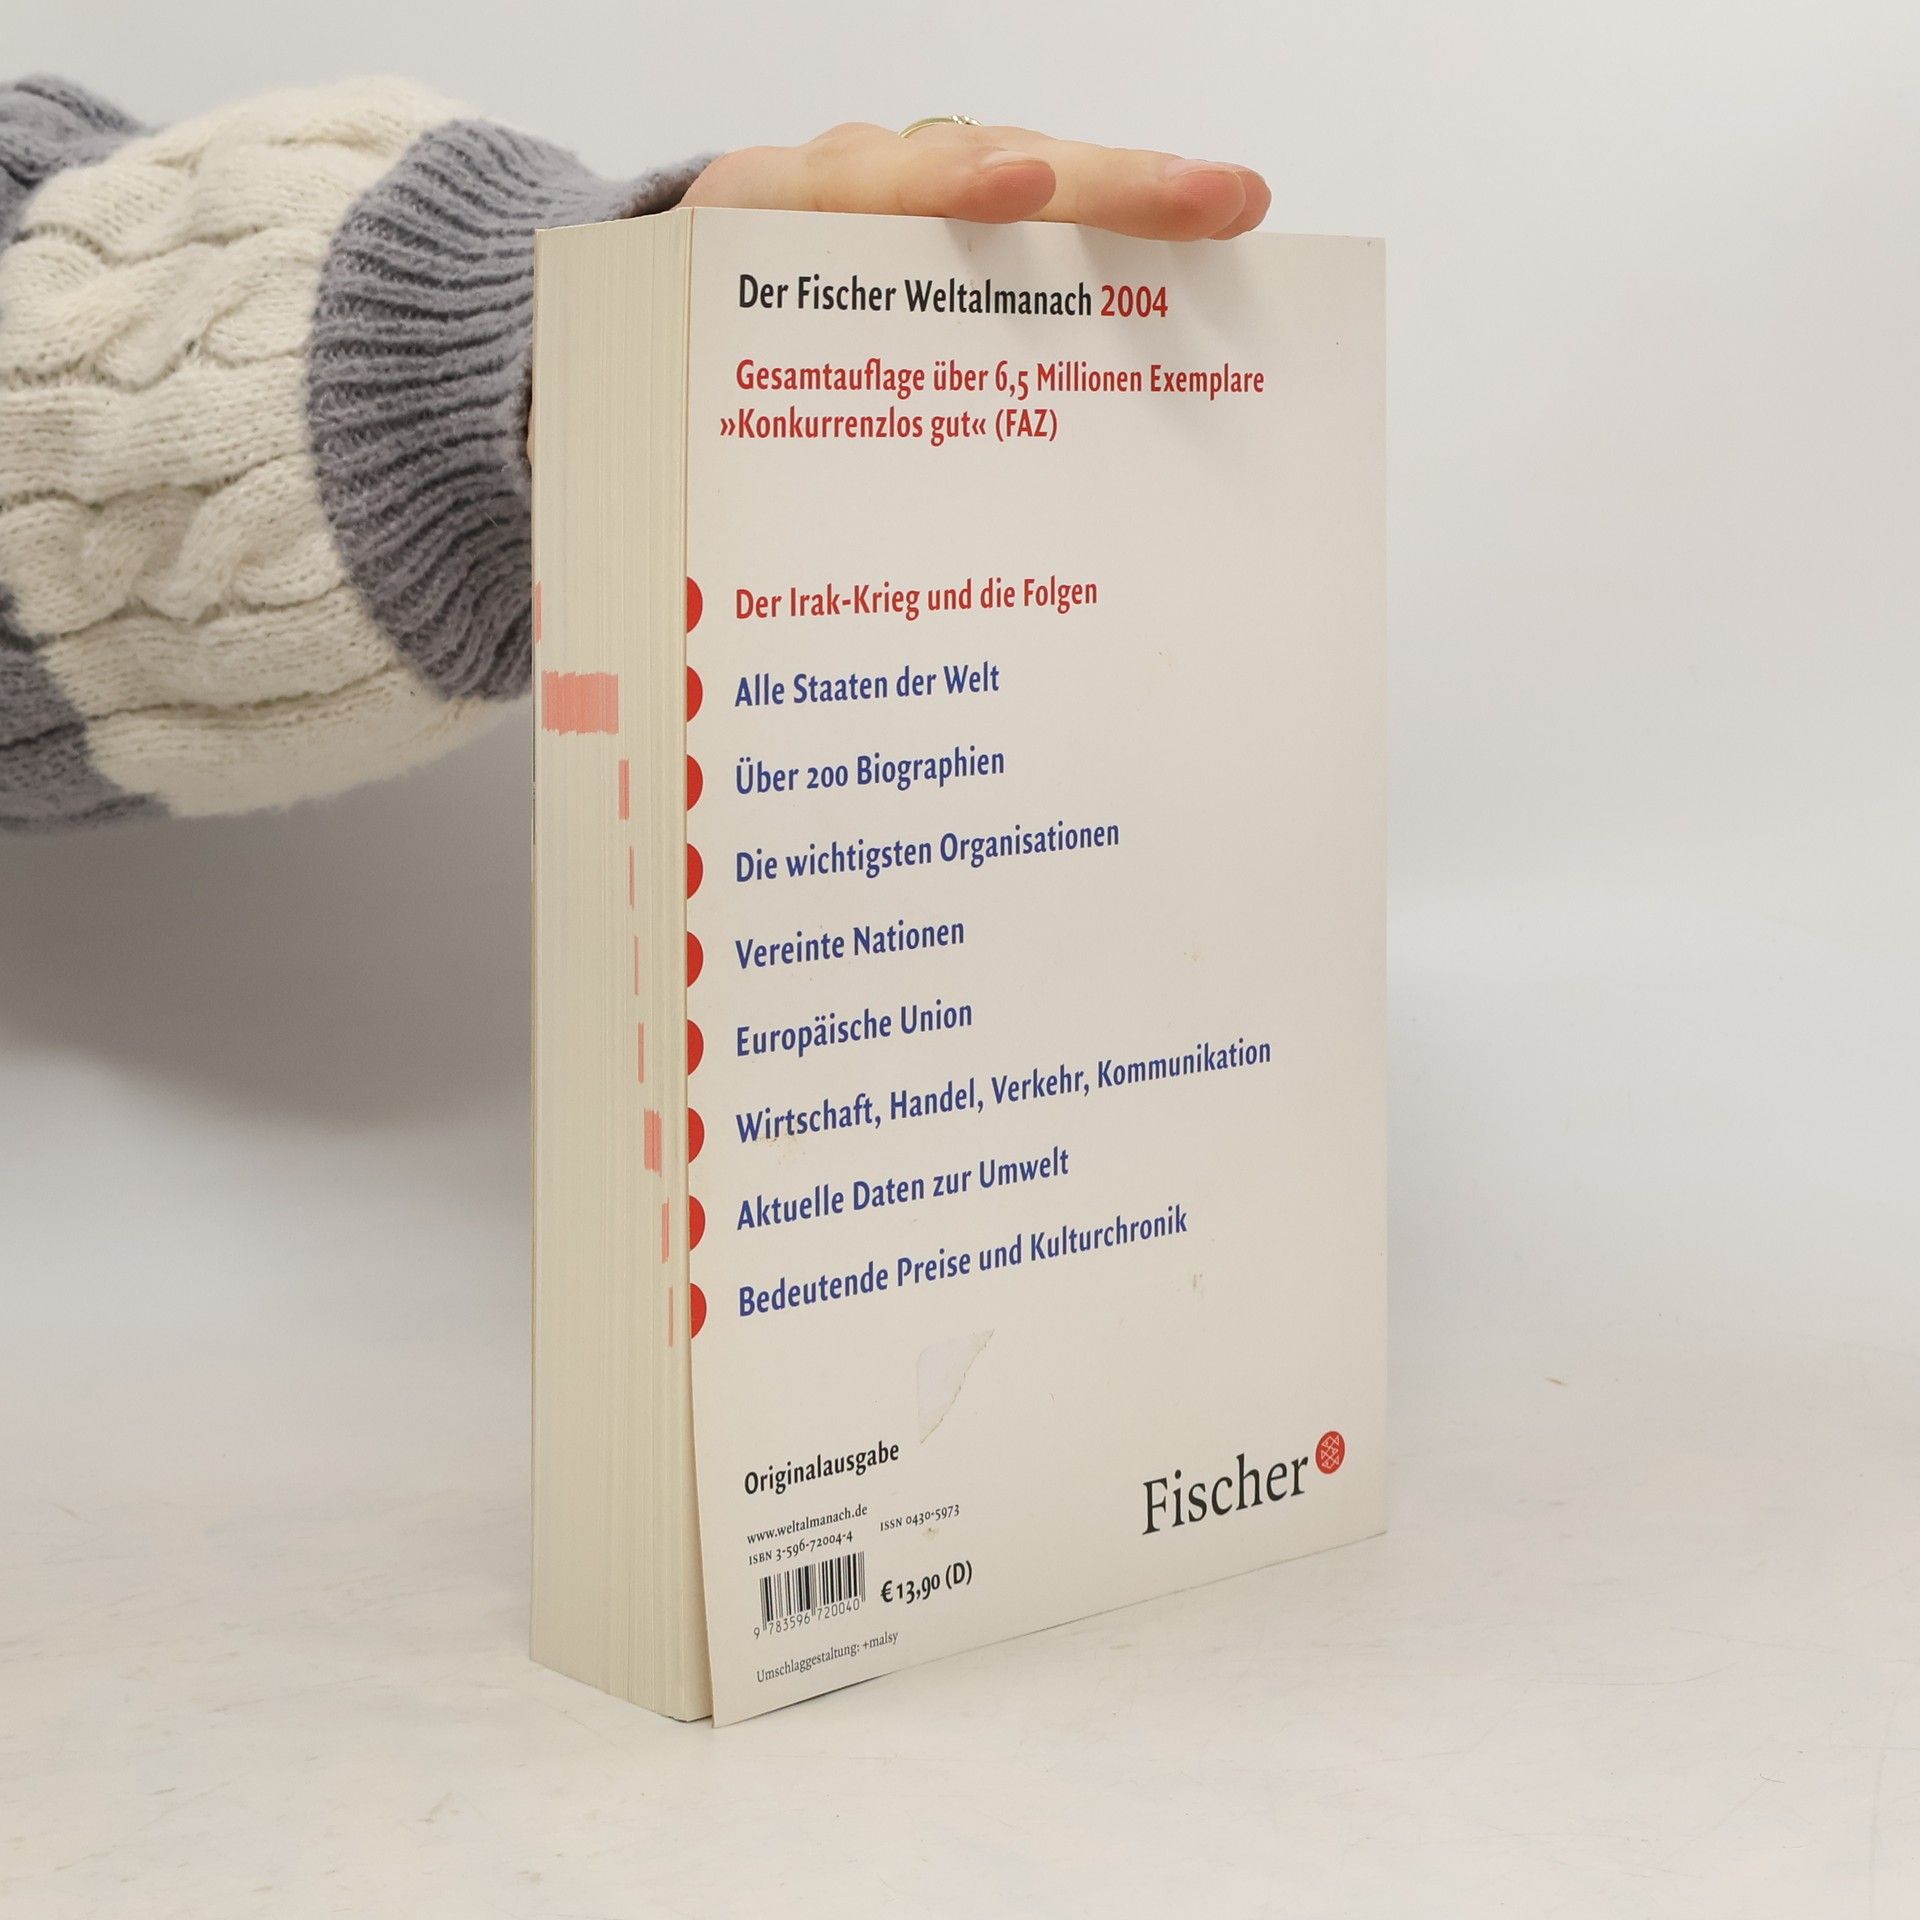 Der Fischer Weltalmanach 2004
Gesamtauflage über 6,5 Millionen Exemplare
»Konkurrenzlos gut« (FAZ)
Der Irak-Krieg und die Folgen
Alle Staaten der Welt
Über 200 Biographien
Die wichtigsten Organisationen
Vereinte Nationen
Europäische Union
Wirtschaft, Handel, Verkehr, Kommunikation
Aktuelle Daten zur Umwelt
Bedeutende Preise und Kulturchronik
Originalausgabe
www.weltalmanach.de
ISBN 3-596-72004-4 ISSN 0430-5973
€ 13,90 (D)
9 783596 720040
Umschlaggestaltung: +malsy
Fischer